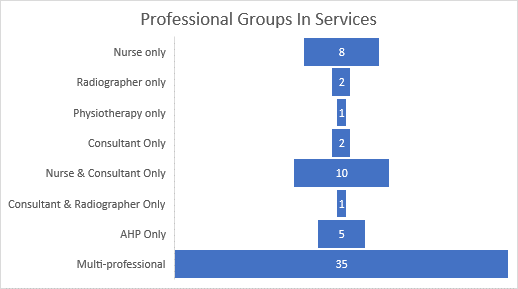 Professional Groups In Services
Nurse only 8
Radiographer only 2
Physiotherapy only 1
Consultant Only 2
Nurse & Consultant Only 10
Consultant & Radiographer Only 1
AHP Only 5
Multi-professional 35